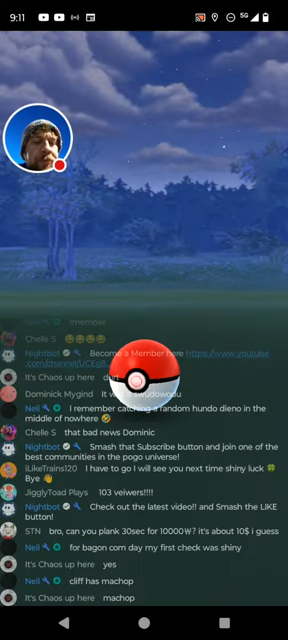 9:11
5G
!member
Chelle S 😂😂😂😂
Nightbot Become a Member here https://www.youtube
.com/channel/UCEg8
It's Chaos up here
Dominick Mygind It swudowodu
Neil I remember catching a random hundo dieno in the
middle of nowhere 🤣
Chelle S that bad news Dominic
Nightbot Smash that Subscribe button and join one of the
best communities in the pogo universe!
iLikeTrains120 I have to go I will see you next time shiny luck 🍀
Bye 👋
JigglyToad Plays 103 veiwers!!!!
Nightbot Check out the latest video!! and Smash the LIKE
button!
STN bro, can you plank 30sec for 10000₩? it's about 10$ i guess
Neil for bagon com day my first check was shiny
It's Chaos up here yes
Neil cliff has machop
It's Chaos up here machop